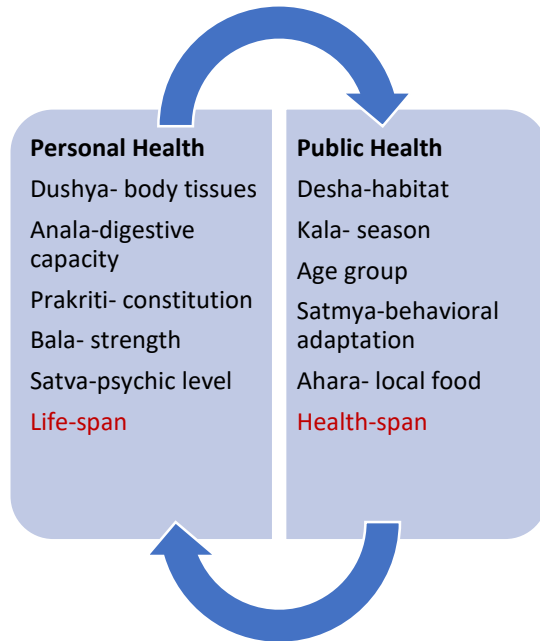 Personal Health
Dushya- body tissues
Anala-digestive
capacity
Prakriti- constitution
Bala- strength
Satva-psychic level
Life-span
Public Health
Desha-habitat
Kala- season
Age group
Satmya-behavioral
adaptation
Ahara- local food
Health-span